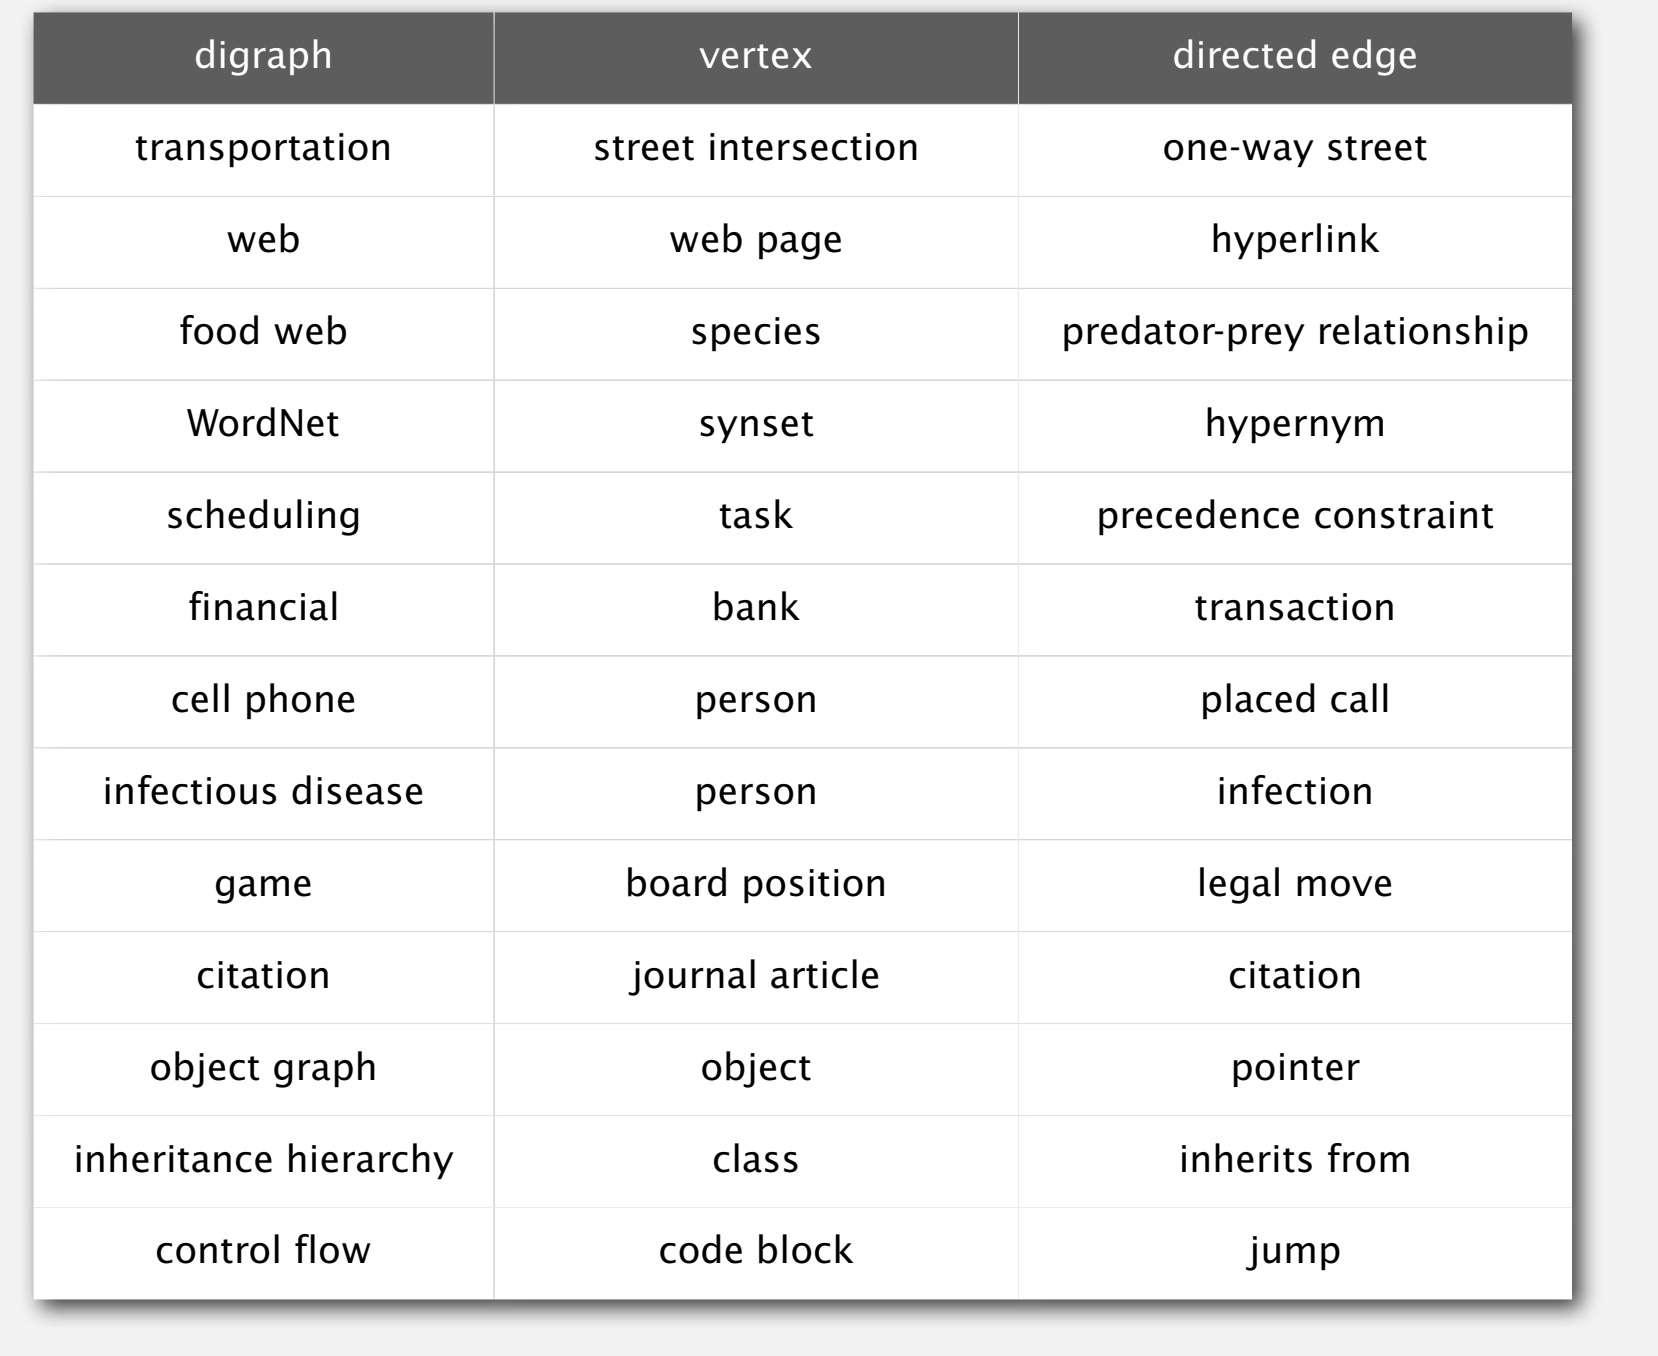 digraph vertex directed edge
transportation street intersection one-way street
web web page hyperlink
food web species predator-prey relationship
WordNet synset hypernym
scheduling task precedence constraint
financial bank transaction
cell phone person placed call
infectious disease person infection
game board position legal move
citation journal article citation
object graph object pointer
inheritance hierarchy class inherits from
control flow code block jump